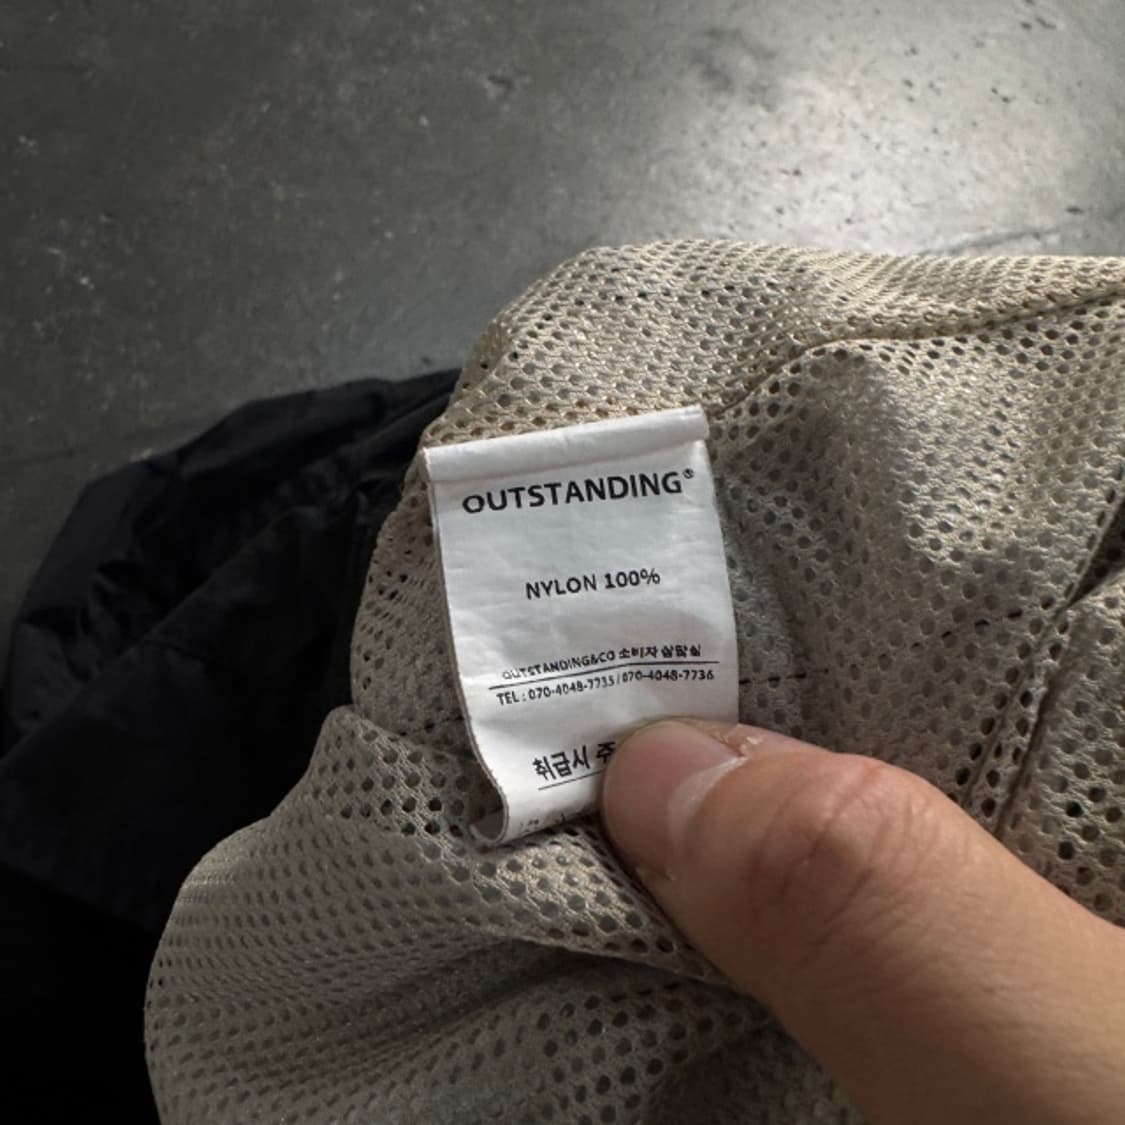 OUTSTANDING®
NYLON 100%
OUTSTANDING&CO 소비자 상담실
TEL : 070-4048-7735 / 070-4048-7736
취급시 주